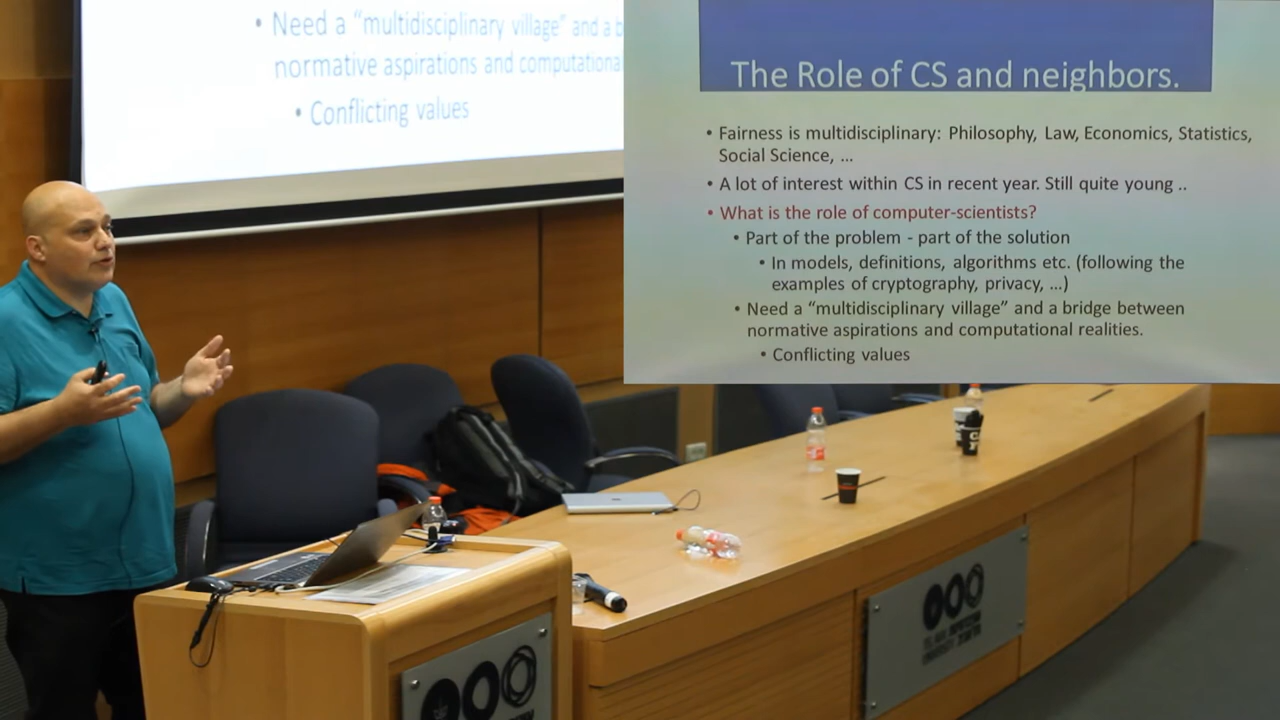 • Need a “multidisciplinary village” and a b
normative aspirations and computationa
• Conflicting values
The Role of CS and neighbors.
• Fairness is multidisciplinary: Philosophy, Law, Economics, Statistics,
Social Science, ...
• A lot of interest within CS in recent year. Still quite young ..
• What is the role of computer-scientists?
• Part of the problem - part of the solution
• In models, definitions, algorithms etc. (following the
examples of cryptography, privacy, ...)
• Need a “multidisciplinary village” and a bridge between
normative aspirations and computational realities.
• Conflicting values